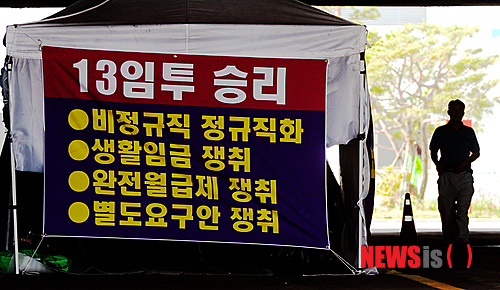 13임투 승리
●비정규직 정규직화
●생활임금 쟁취
●완전월급제 쟁취
●별도요구안 쟁취
NEWSis( )